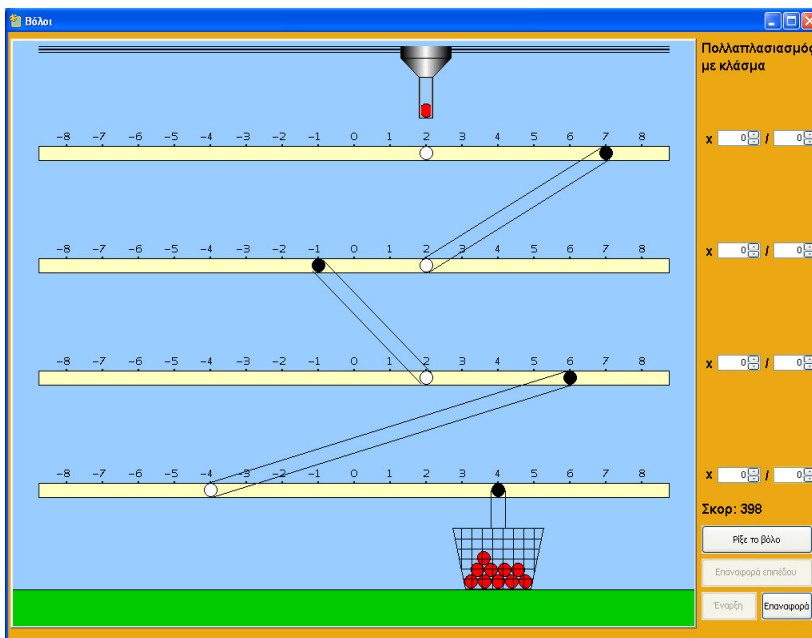 Βόλοι
Πολλαπλασιασμός
με κλάσμα
-8 -7 -6 -5 -4 -3 -2 -1 0 1 2 3 4 5 6 7 8
x 0 / 0
-8 -7 -6 -5 -4 -3 -2 -1 0 1 2 3 4 5 6 7 8
x 0 / 0
-8 -7 -6 -5 -4 -3 -2 -1 0 1 2 3 4 5 6 7 8
x 0 / 0
-8 -7 -6 -5 -4 -3 -2 -1 0 1 2 3 4 5 6 7 8
x 0 / 0
Σκορ: 398
Ρίξε το βόλο
Επαναφορά επιπέδου
Έναρξη Επαναφορά